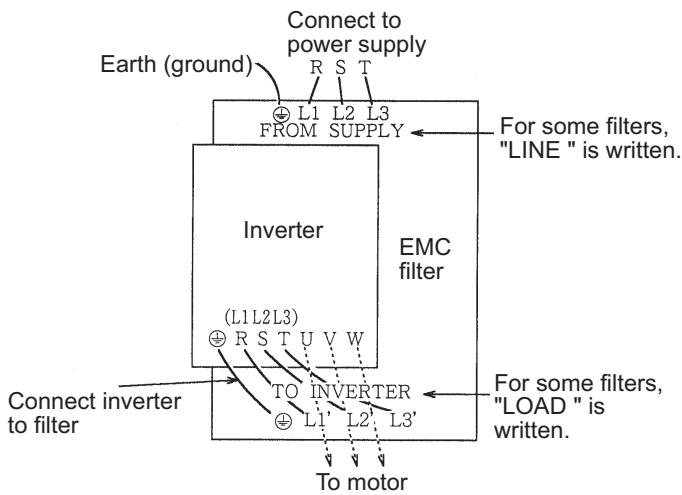 Connect to
power supply
Earth (ground)
R S T
⏚ L1 L2 L3
FROM SUPPLY
For some filters,
"LINE " is written.
Inverter
EMC
filter
(L1L2L3)
⏚ R S T U V W
TO INVERTER
For some filters,
"LOAD " is
written.
Connect inverter
to filter
⏚ L1' L2' L3'
To motor